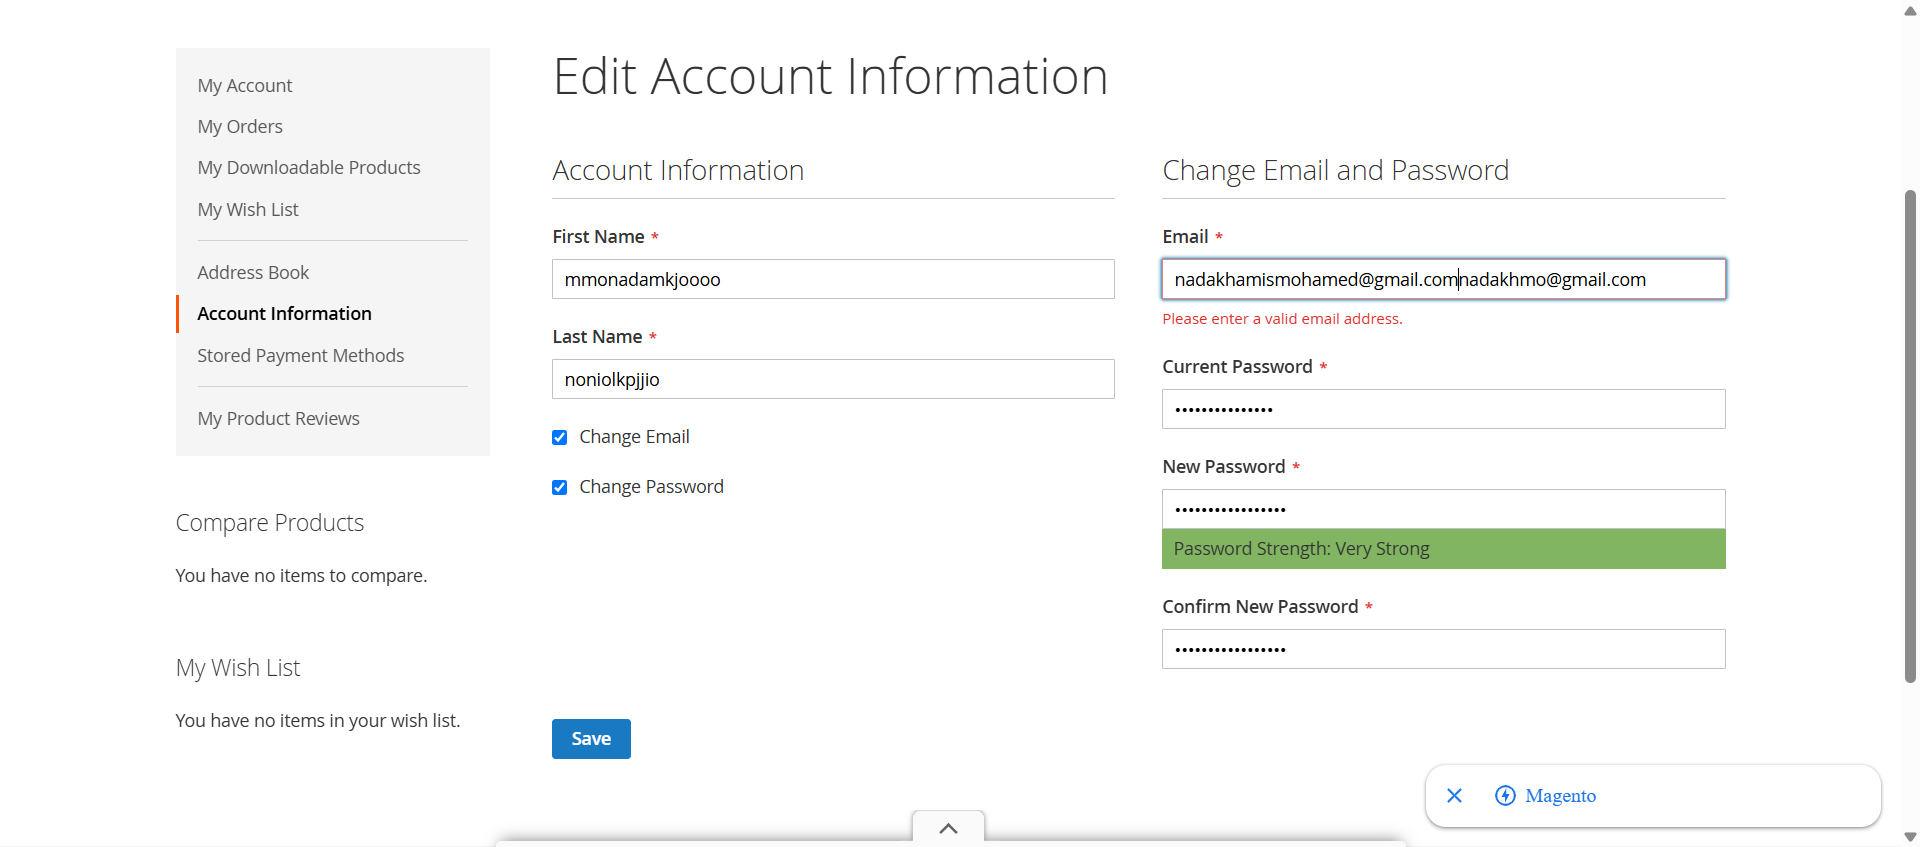 My Account
My Orders
My Downloadable Products
My Wish List
Address Book
Account Information
Stored Payment Methods
My Product Reviews
Compare Products
You have no items to compare.
My Wish List
You have no items in your wish list.
Edit Account Information
Account Information
First Name *
mmonadamkjoooo
Last Name *
noniolkpjjio
Change Email
Change Password
Change Email and Password
Email *
nadakhamismohamed@gmail.comnadakhmo@gmail.com
Please enter a valid email address.
Current Password *
•••••••••••••••
New Password *
•••••••••••••••••
Password Strength: Very Strong
Confirm New Password *
•••••••••••••••••
Save
Magento